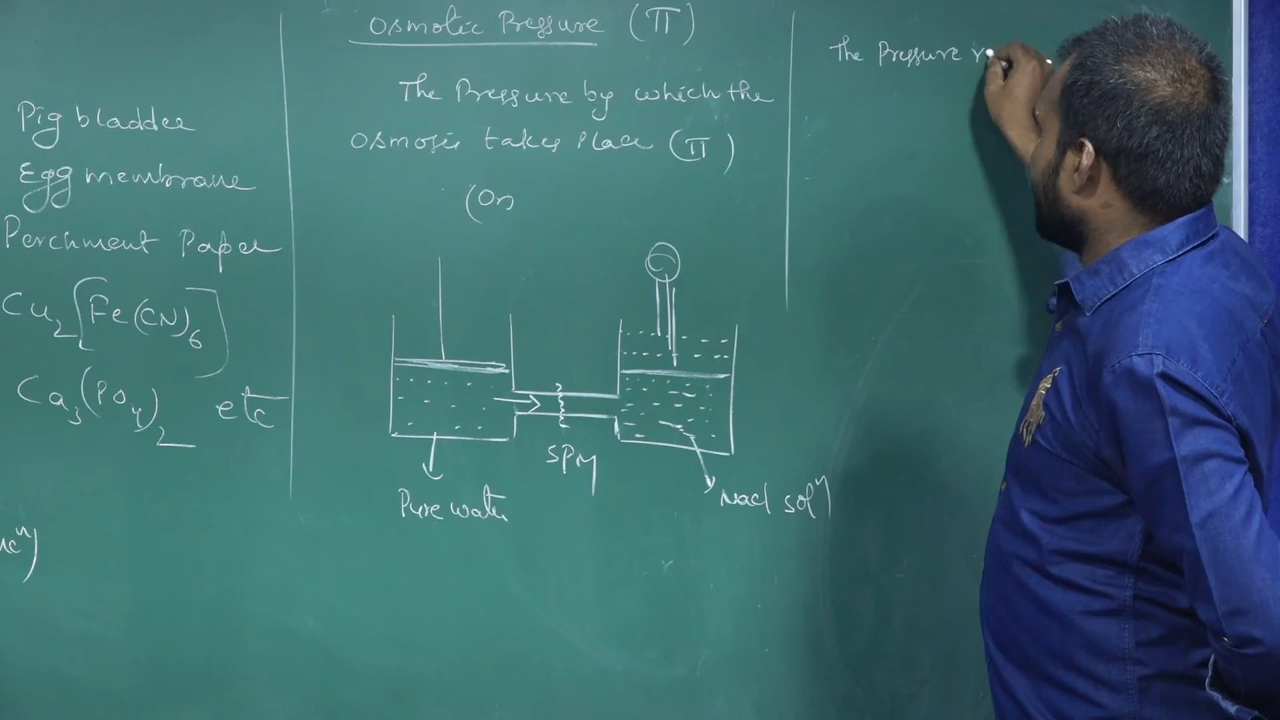 Pig bladder
Egg membrane
Perchment Paper
Cu₂[Fe(CN)₆]
Ca₃(PO₄)₂ etc
Osmotic Pressure (π)
The Pressure by which the
Osmosis takes Place (π)
(Or
SPM
Pure water
Nacl solⁿ
The Pressure